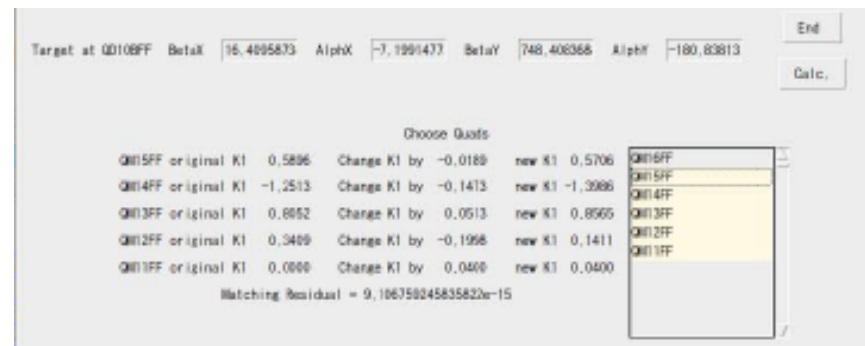 End
Target at QD10BFF BetaX 16.4095873 AlphX -7.1991477 BetaY 748.408368 AlphY -180.83813
Calc.
Choose Quads
QM15FF original K1 0.5896 Change K1 by -0.0189 new K1 0.5706
QM14FF original K1 -1.2513 Change K1 by -0.1473 new K1 -1.3986
QM13FF original K1 0.8052 Change K1 by 0.0513 new K1 0.8565
QM12FF original K1 0.3409 Change K1 by -0.1998 new K1 0.1411
QM11FF original K1 0.0000 Change K1 by 0.0400 new K1 0.0400
Matching Residual = 9.106759245835822e-15
QM16FF
QM15FF
QM14FF
QM13FF
QM12FF
QM11FF